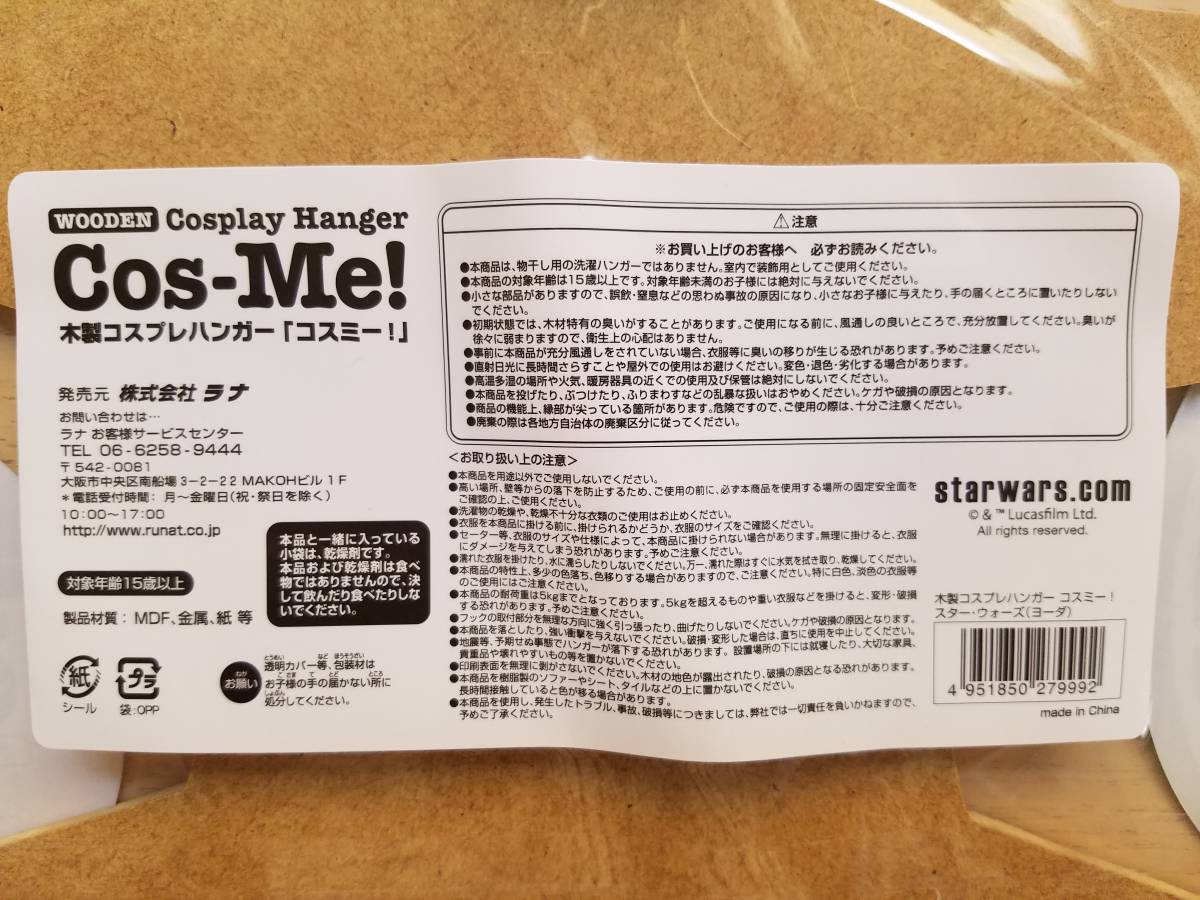 WOODEN Cosplay Hanger
Cos-Me!
木製コスプレハンガー「コスミー!」
発売元 株式会社 ラナ
お問い合わせは…
ラナ お客様サービスセンター
TEL 06-6258-9444
〒542-0081
大阪市中央区南船場3-2-22 MAKOHビル1F
*電話受付時間: 月~金曜日(祝・祭日を除く)
10:00~17:00
http://www.runat.co.jp
本品と一緒に入っている
小袋は、乾燥剤です。
本品および乾燥剤は食べ
物ではありませんので、決
して飲んだり食べたりしな
いでください。
対象年齢15歳以上
製品材質: MDF、金属、紙 等
紙
シール
プラ
袋:OPP
お願い
透明カバー等、包装材は
お子様の手の届かない所に
処分してください。
⚠注意
※お買い上げのお客様へ 必ずお読みください。
●本商品は、物干し用の洗濯ハンガーではありません。室内で装飾用としてご使用ください。
●本商品の対象年齢は15歳以上です。対象年齢未満のお子様には絶対に与えないでください。
●小さな部品がありますので、誤飲・窒息などの思わぬ事故の原因になり、小さなお子様に与えたり、手の届くところに置いたりしない
でください。
●初期状態では、木材特有の臭いがすることがあります。ご使用になる前に、風通しの良いところで、充分放置してください。臭いが
徐々に弱まりますので、衛生上の心配はありません。
●事前に本商品が充分風通しをされていない場合、衣服等に臭いの移りが生じる恐れがあります。予めご注意ください。
●直射日光に長時間さらすことや屋外での使用はお避けください。変色・退色・劣化する場合があります。
●高温多湿の場所や火気、暖房器具の近くでの使用及び保管は絶対にしないでください。
●本商品を投げたり、ぶつけたり、ふりまわすなどの乱暴な扱いはおやめください。ケガや破損の原因となります。
●商品の機能上、縁部が尖っている箇所があります。危険ですので、ご使用の際は、十分ご注意ください。
●廃棄の際は各地方自治体の廃棄区分に従ってください。
<お取り扱い上の注意>
●本商品を用途以外でご使用しないでください。
●高い場所、壁等からの落下を防止するため、ご使用の前に、必ず本商品を使用する場所の固定安全面を
ご確認の上、ご使用ください。
●洗濯物の乾燥や、乾燥不十分な衣類のご使用はお止めください。
●衣服を本商品に掛ける前に、掛けられるかどうか、衣服のサイズをご確認ください。
●セーター等、衣服のサイズや仕様によって、本商品に掛けられない場合があります。無理に掛けると、衣服
にダメージを与えてしまう恐れがあります。予めご注意ください。
●濡れた衣服を掛けたり、水に濡らしたりしないでください。万一、濡れた際はすぐに水気を拭き取り、乾燥してください。
●本商品の特性上、多少の色落ち、色移りする場合がありますので、ご注意ください。特に白色、淡色の衣服等
のご使用にはご注意ください。
●本商品の耐荷重は5kgまでとなっております。5kgを超えるものや重い衣服などを掛けると、変形・破損
する恐れがあります。予めご注意ください。
●フックの取付部分を無理な方向に強く引っ張ったり、曲げたりしないでください。ケガや破損の原因となります。
●本商品を落としたり、強い衝撃を与えないでください。破損・変形した場合は、直ちに使用を中止してください。
●地震等、予期せぬ事態でハンガーが落下する恐れがあります。設置場所の下には就寝したり、大切な家具、
貴重品や壊れやすいもの等を置かないでください。
●印刷表面を無理に剥がさないでください。木材の地色が露出されたり、破損の原因となる恐れがあります。
●本商品を樹脂製のソファーやシート、タイルなどの上に置かないでください。
長時間接触していると色が移る場合があります。
●本商品を使用し、発生したトラブル、事故、破損等につきましては、弊社では一切責任を負いかねますので、
予めご了承ください。
starwars.com
© & ™ Lucasfilm Ltd.
All rights reserved.
木製コスプレハンガー コスミー!
スター・ウォーズ(ヨーダ)
4 951850 279992
made in China